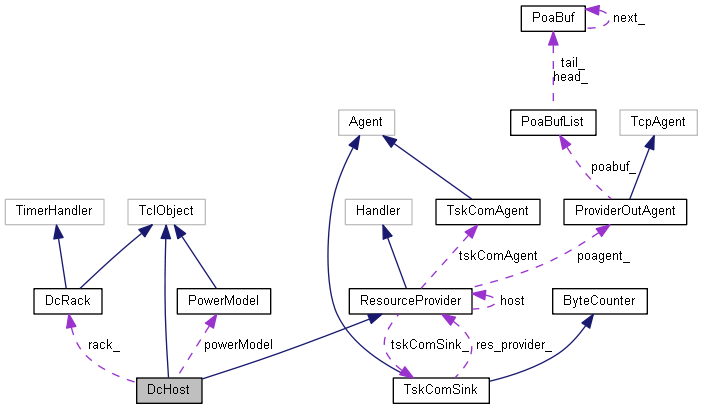 PoaBuf
next_
tail_
head_
Agent
PoaBufList
TcpAgent
poabuf_
TimerHandler
TclObject
Handler
TskComAgent
ProviderOutAgent
tskComAgent
poagent_
DcRack
PowerModel
ResourceProvider
host
ByteCounter
rack_
powerModel
tskComSink_
res_provider_
DcHost
TskComSink